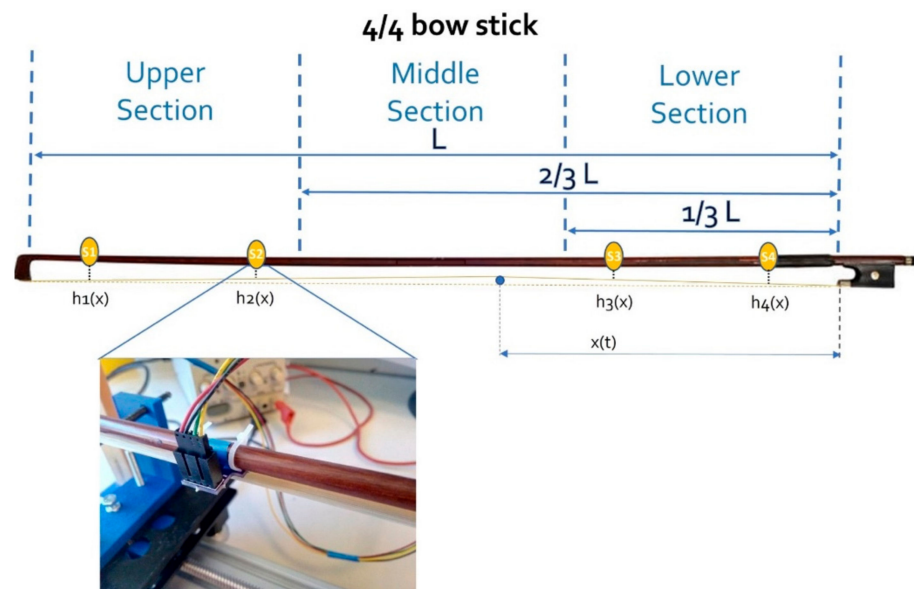 4/4 bow stick
Upper
Section
Middle
Section
Lower
Section
L
2/3 L
1/3 L
S1
S2
S3
S4
h1(x)
h2(x)
h3(x)
h4(x)
x(t)